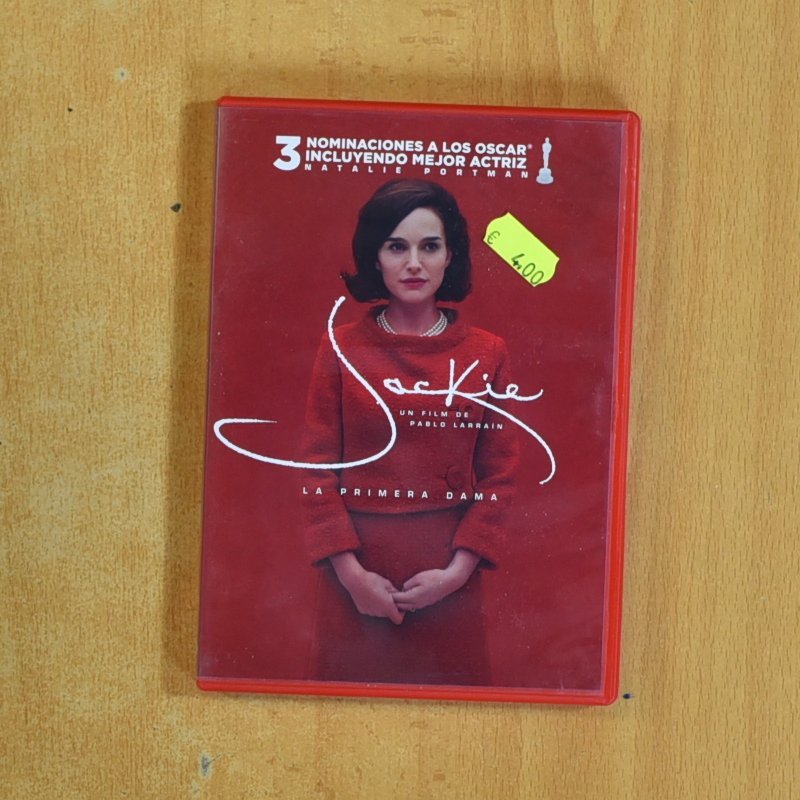 3 NOMINACIONES A LOS OSCAR®
INCLUYENDO MEJOR ACTRIZ
NATALIE PORTMAN
€ 4,00
Jackie
UN FILM DE
PABLO LARRAÍN
LA PRIMERA DAMA